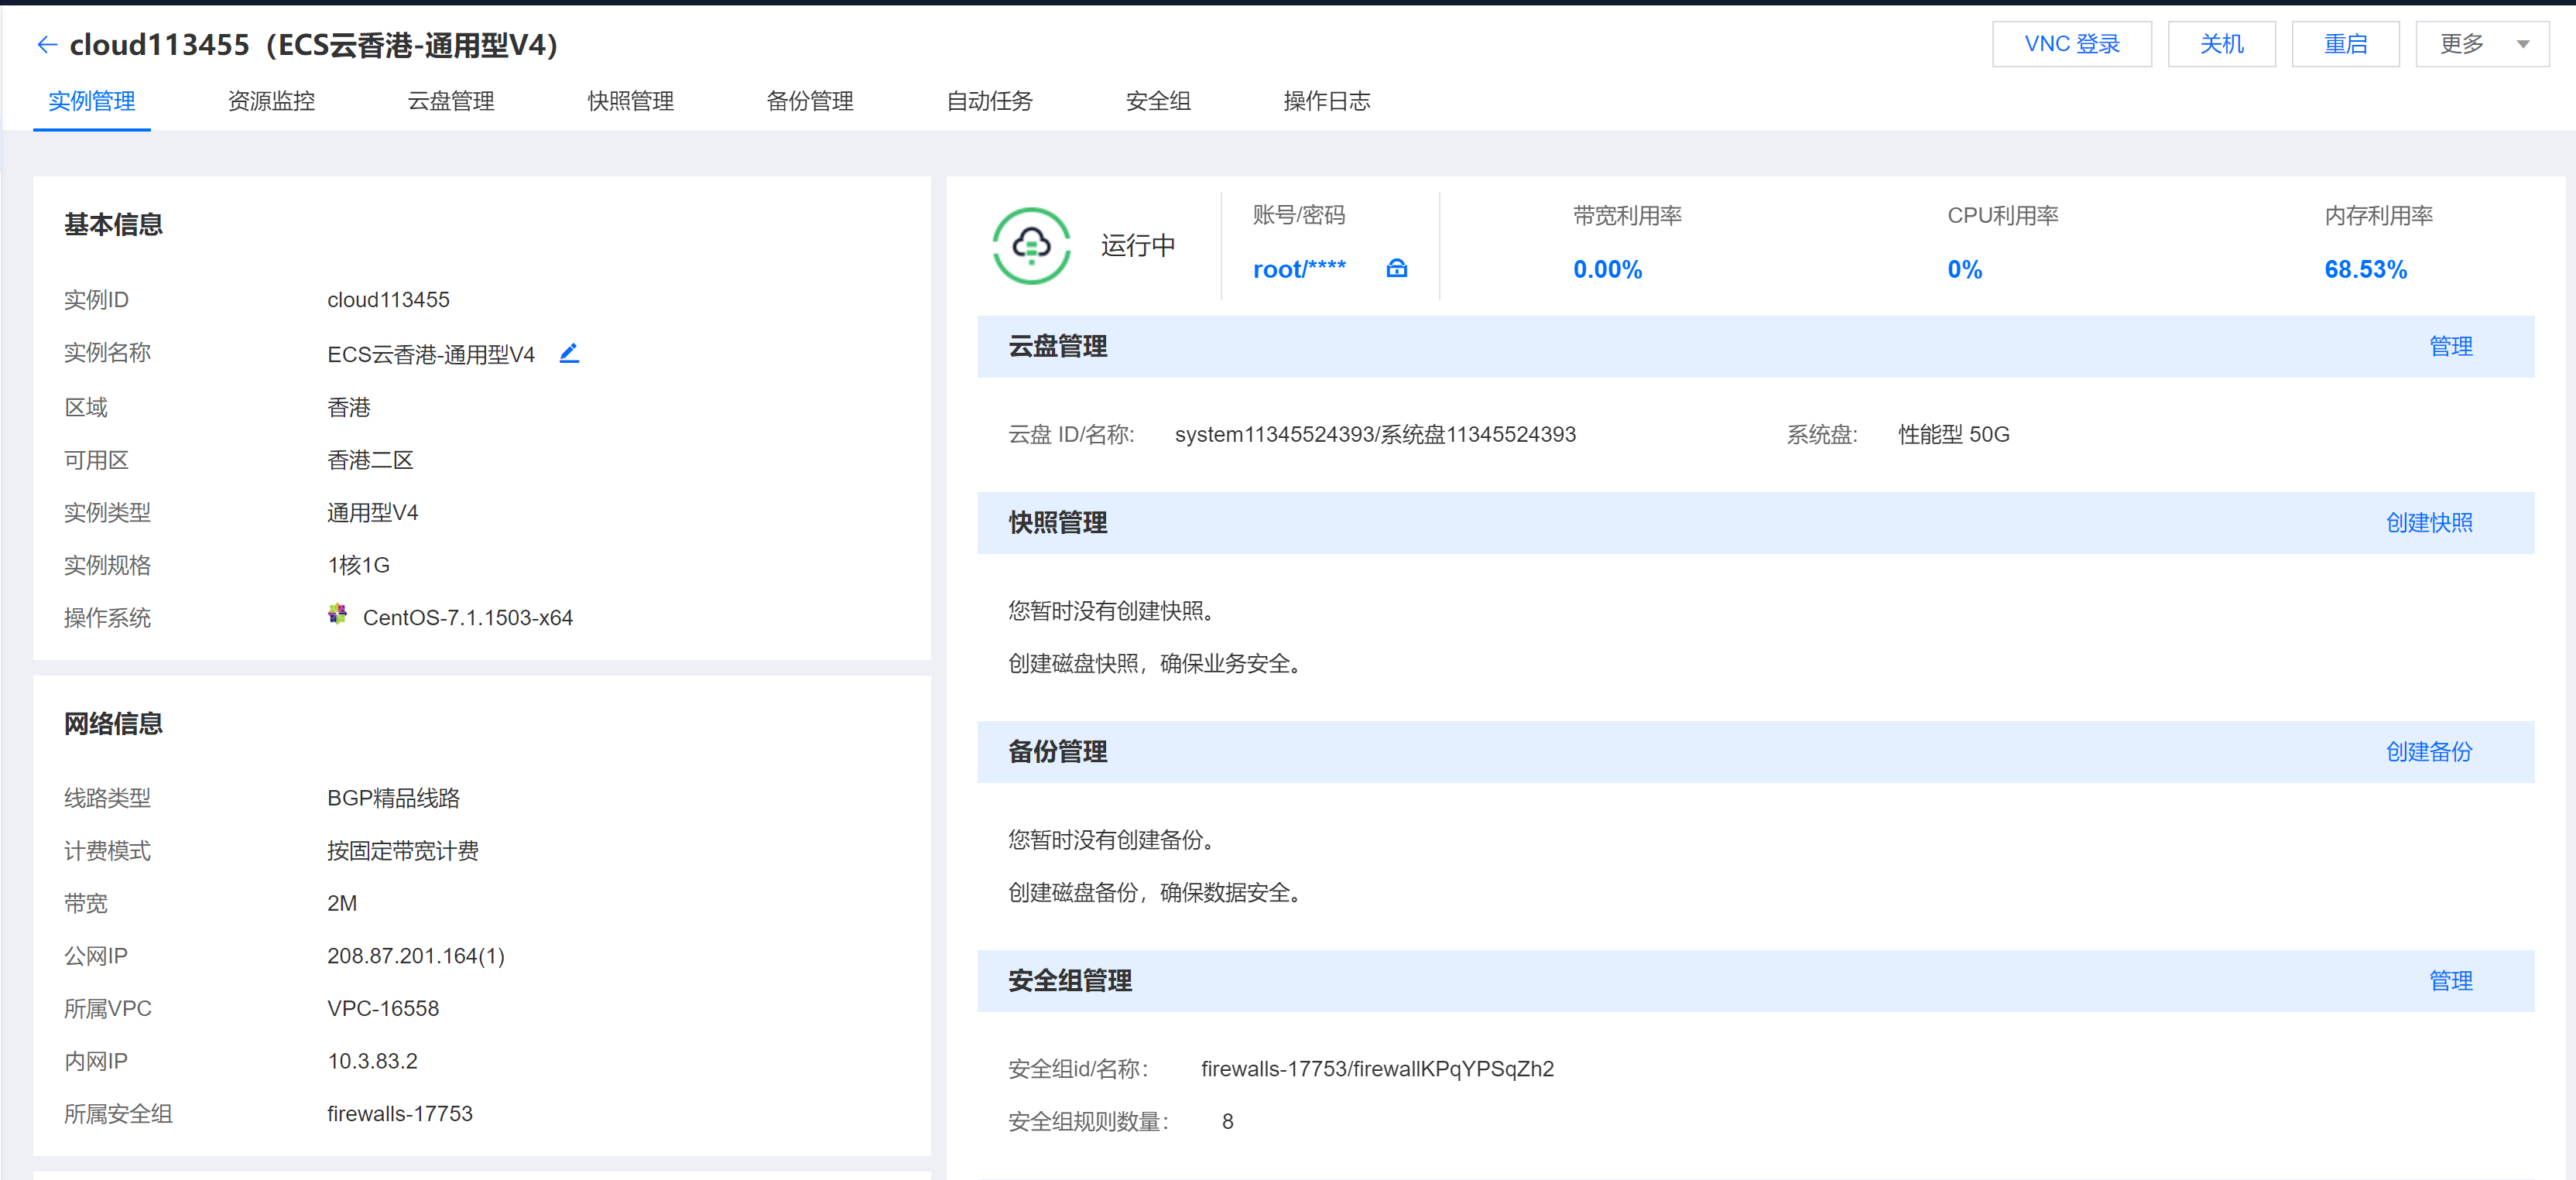 cloud113455（ECS云香港-通用型V4）
VNC 登录 关机 重启 更多
实例管理 资源监控 云盘管理 快照管理 备份管理 自动任务 安全组 操作日志
基本信息
实例ID cloud113455
实例名称 ECS云香港-通用型V4
区域 香港
可用区 香港二区
实例类型 通用型V4
实例规格 1核1G
操作系统 CentOS-7.1.1503-x64
网络信息
线路类型 BGP精品线路
计费模式 按固定带宽计费
带宽 2M
公网IP 208.87.201.164(1)
所属VPC VPC-16558
内网IP 10.3.83.2
所属安全组 firewalls-17753
运行中
账号/密码 带宽利用率 CPU利用率 内存利用率
root/**** 0.00% 0% 68.53%
云盘管理 管理
云盘 ID/名称: system11345524393/系统盘11345524393 系统盘: 性能型 50G
快照管理 创建快照
您暂时没有创建快照。
创建磁盘快照，确保业务安全。
备份管理 创建备份
您暂时没有创建备份。
创建磁盘备份，确保数据安全。
安全组管理 管理
安全组id/名称： firewalls-17753/firewallKPqYPSqZh2
安全组规则数量： 8